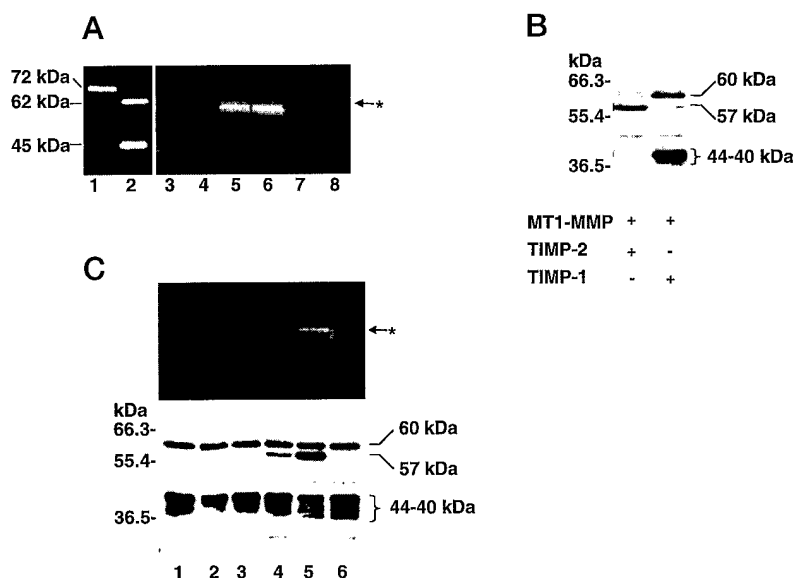 A
72 kDa
62 kDa
45 kDa
*
1 2 3 4 5 6 7 8
B
kDa
66.3-
55.4-
36.5-
60 kDa
57 kDa
44-40 kDa
MT1-MMP + +
TIMP-2 + -
TIMP-1 - +
C
*
kDa
66.3-
55.4-
36.5-
60 kDa
57 kDa
44-40 kDa
1 2 3 4 5 6